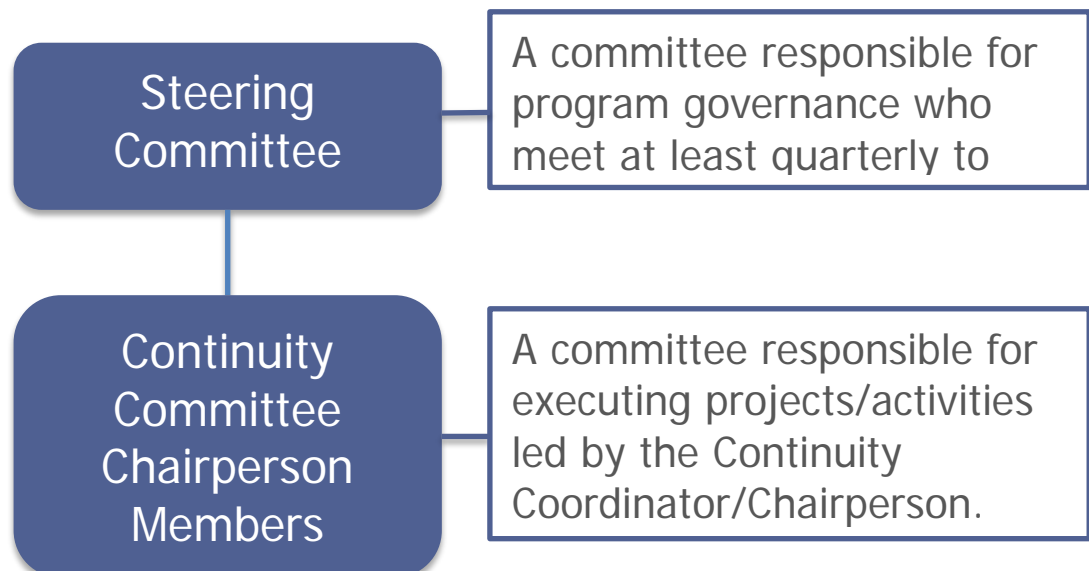 Steering
Committee
A committee responsible for
program governance who
meet at least quarterly to
Continuity
Committee
Chairperson
Members
A committee responsible for
executing projects/activities
led by the Continuity
Coordinator/Chairperson.